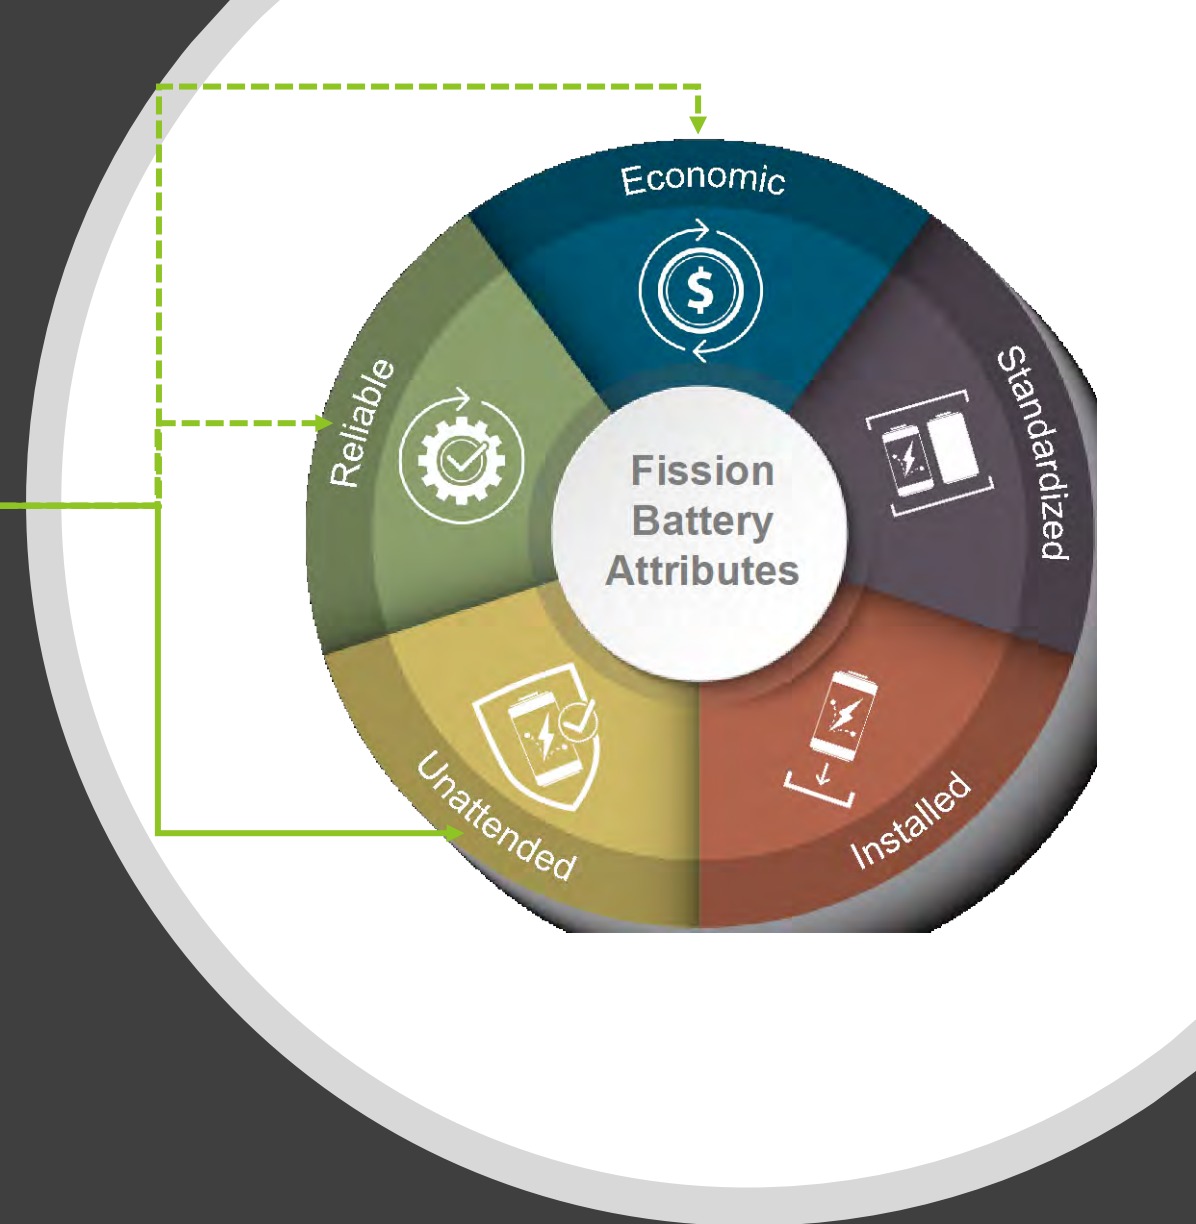 Economic
$
Standardized
Reliable
Fission
Battery
Attributes
Unattended
Installed